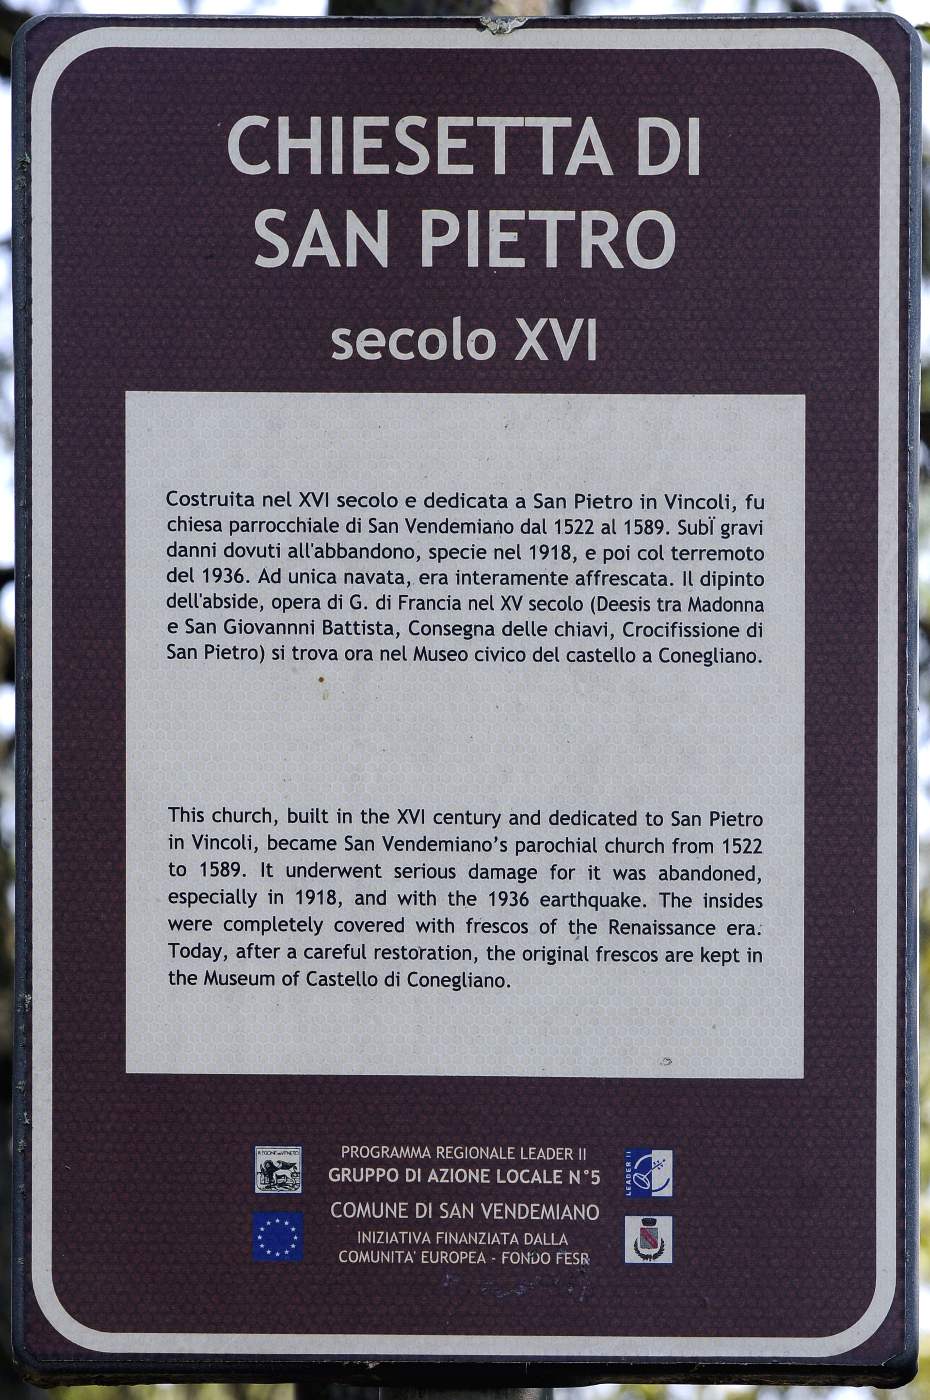 CHIESETTA DI
SAN PIETRO
secolo XVI
Costruita nel XVI secolo e dedicata a San Pietro in Vincoli, fu
chiesa parrocchiale di San Vendemiano dal 1522 al 1589. Subï gravi
danni dovuti all'abbandono, specie nel 1918, e poi col terremoto
del 1936. Ad unica navata, era interamente affrescata. Il dipinto
dell'abside, opera di G. di Francia nel XV secolo (Deesis tra Madonna
e San Giovannni Battista, Consegna delle chiavi, Crocifissione di
San Pietro) si trova ora nel Museo civico del castello a Conegliano.
This church, built in the XVI century and dedicated to San Pietro
in Vincoli, became San Vendemiano's parochial church from 1522
to 1589. It underwent serious damage for it was abandoned,
especially in 1918, and with the 1936 earthquake. The insides
were completely covered with frescos of the Renaissance era.
Today, after a careful restoration, the original frescos are kept in
the Museum of Castello di Conegliano.
REGIONE del VENETO
PROGRAMMA REGIONALE LEADER II
GRUPPO DI AZIONE LOCALE N°5
LEADER II
COMUNE DI SAN VENDEMIANO
INIZIATIVA FINANZIATA DALLA
COMUNITA' EUROPEA - FONDO FESR